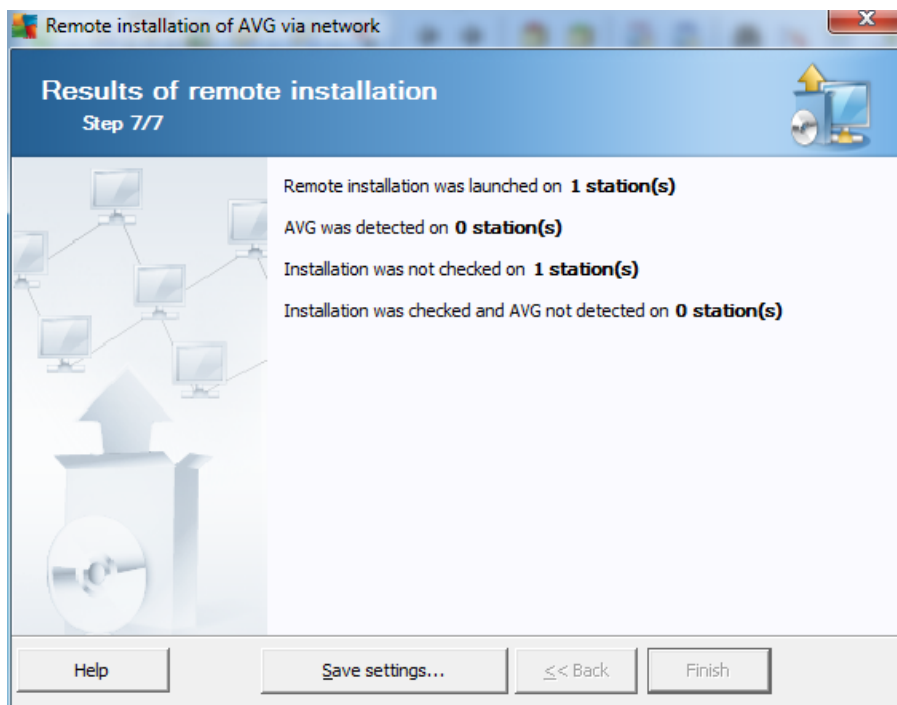 Remote installation of AVG via network
Results of remote installation
Step 7/7
Remote installation was launched on 1 station(s)
AVG was detected on 0 station(s)
Installation was not checked on 1 station(s)
Installation was checked and AVG not detected on 0 station(s)
Help
Save settings...
<< Back
Finish